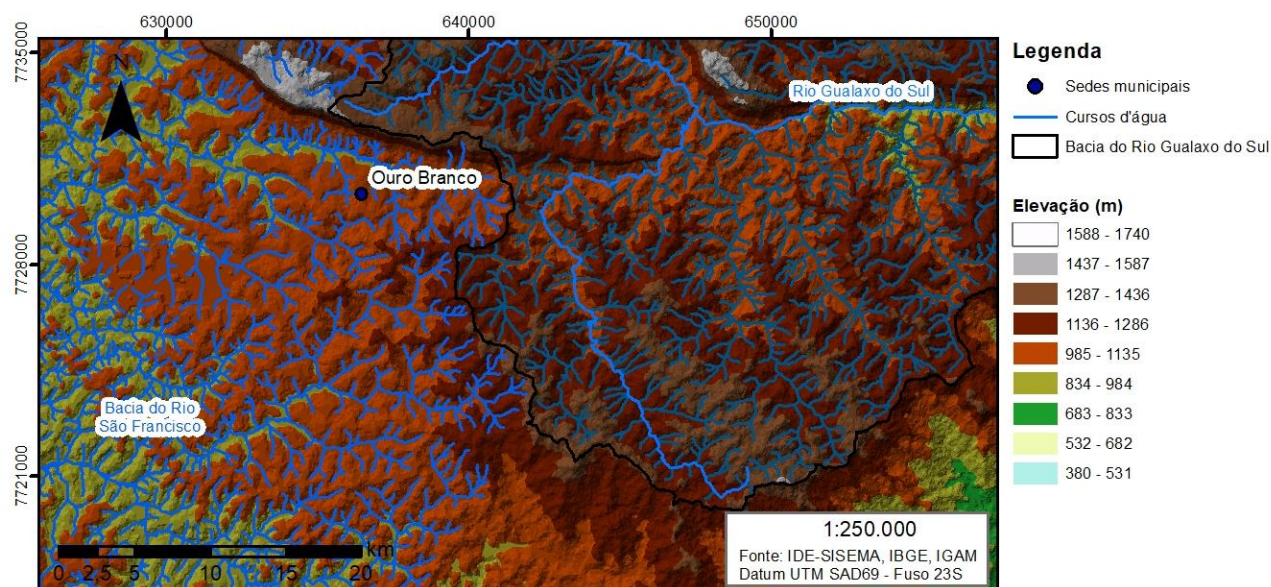 630000
640000
650000
7735000
7728000
7721000
N
Rio Gualaxo do Sul
Ouro Branco
Bacia do Rio
São Francisco
km
0 2,5 5 10 15 20
1:250.000
Fonte: IDE-SISEMA, IBGE, IGAM
Datum UTM SAD69 - Fuso 23S
Legenda
Sedes municipais
Cursos d'água
Bacia do Rio Gualaxo do Sul
Elevação (m)
1588 - 1740
1437 - 1587
1287 - 1436
1136 - 1286
985 - 1135
834 - 984
683 - 833
532 - 682
380 - 531